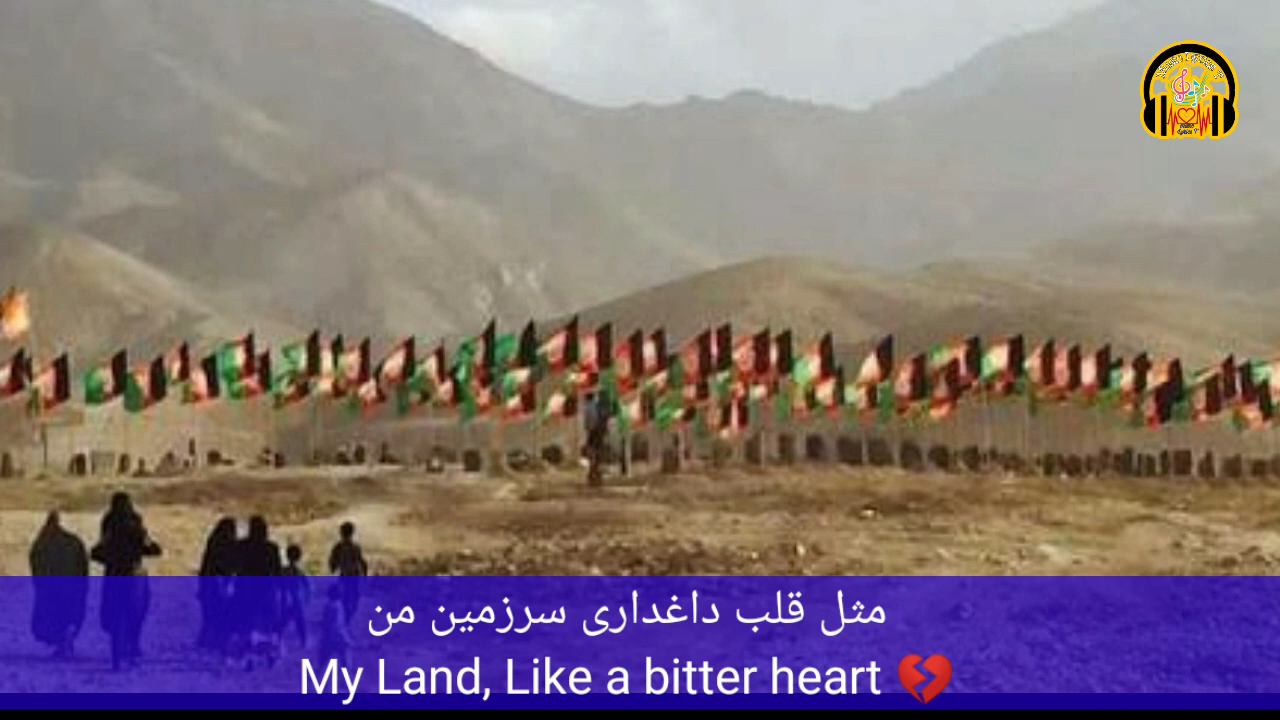 مثل قلب داغداری سرزمین من
My Land, Like a bitter heart 💔